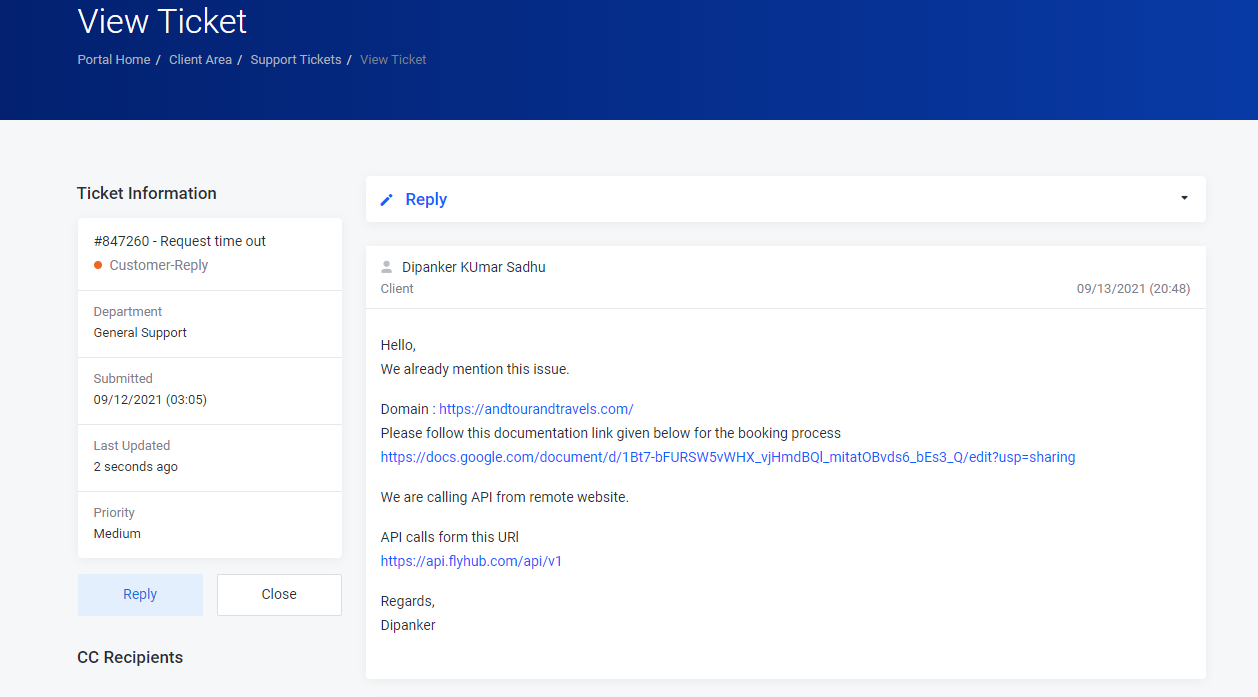 View Ticket
Portal Home / Client Area / Support Tickets / View Ticket
Ticket Information
#847260 - Request time out
Customer-Reply
Department
General Support
Submitted
09/12/2021 (03:05)
Last Updated
2 seconds ago
Priority
Medium
Reply
Close
CC Recipients
Reply
Dipanker KUmar Sadhu
Client
09/13/2021 (20:48)
Hello,
We already mention this issue.
Domain : https://andtourandtravels.com/
Please follow this documentation link given below for the booking process
https://docs.google.com/document/d/1Bt7-bFURSW5vWHX_vjHmdBQl_mitatOBvds6_bEs3_Q/edit?usp=sharing
We are calling API from remote website.
API calls form this URl
https://api.flyhub.com/api/v1
Regards,
Dipanker